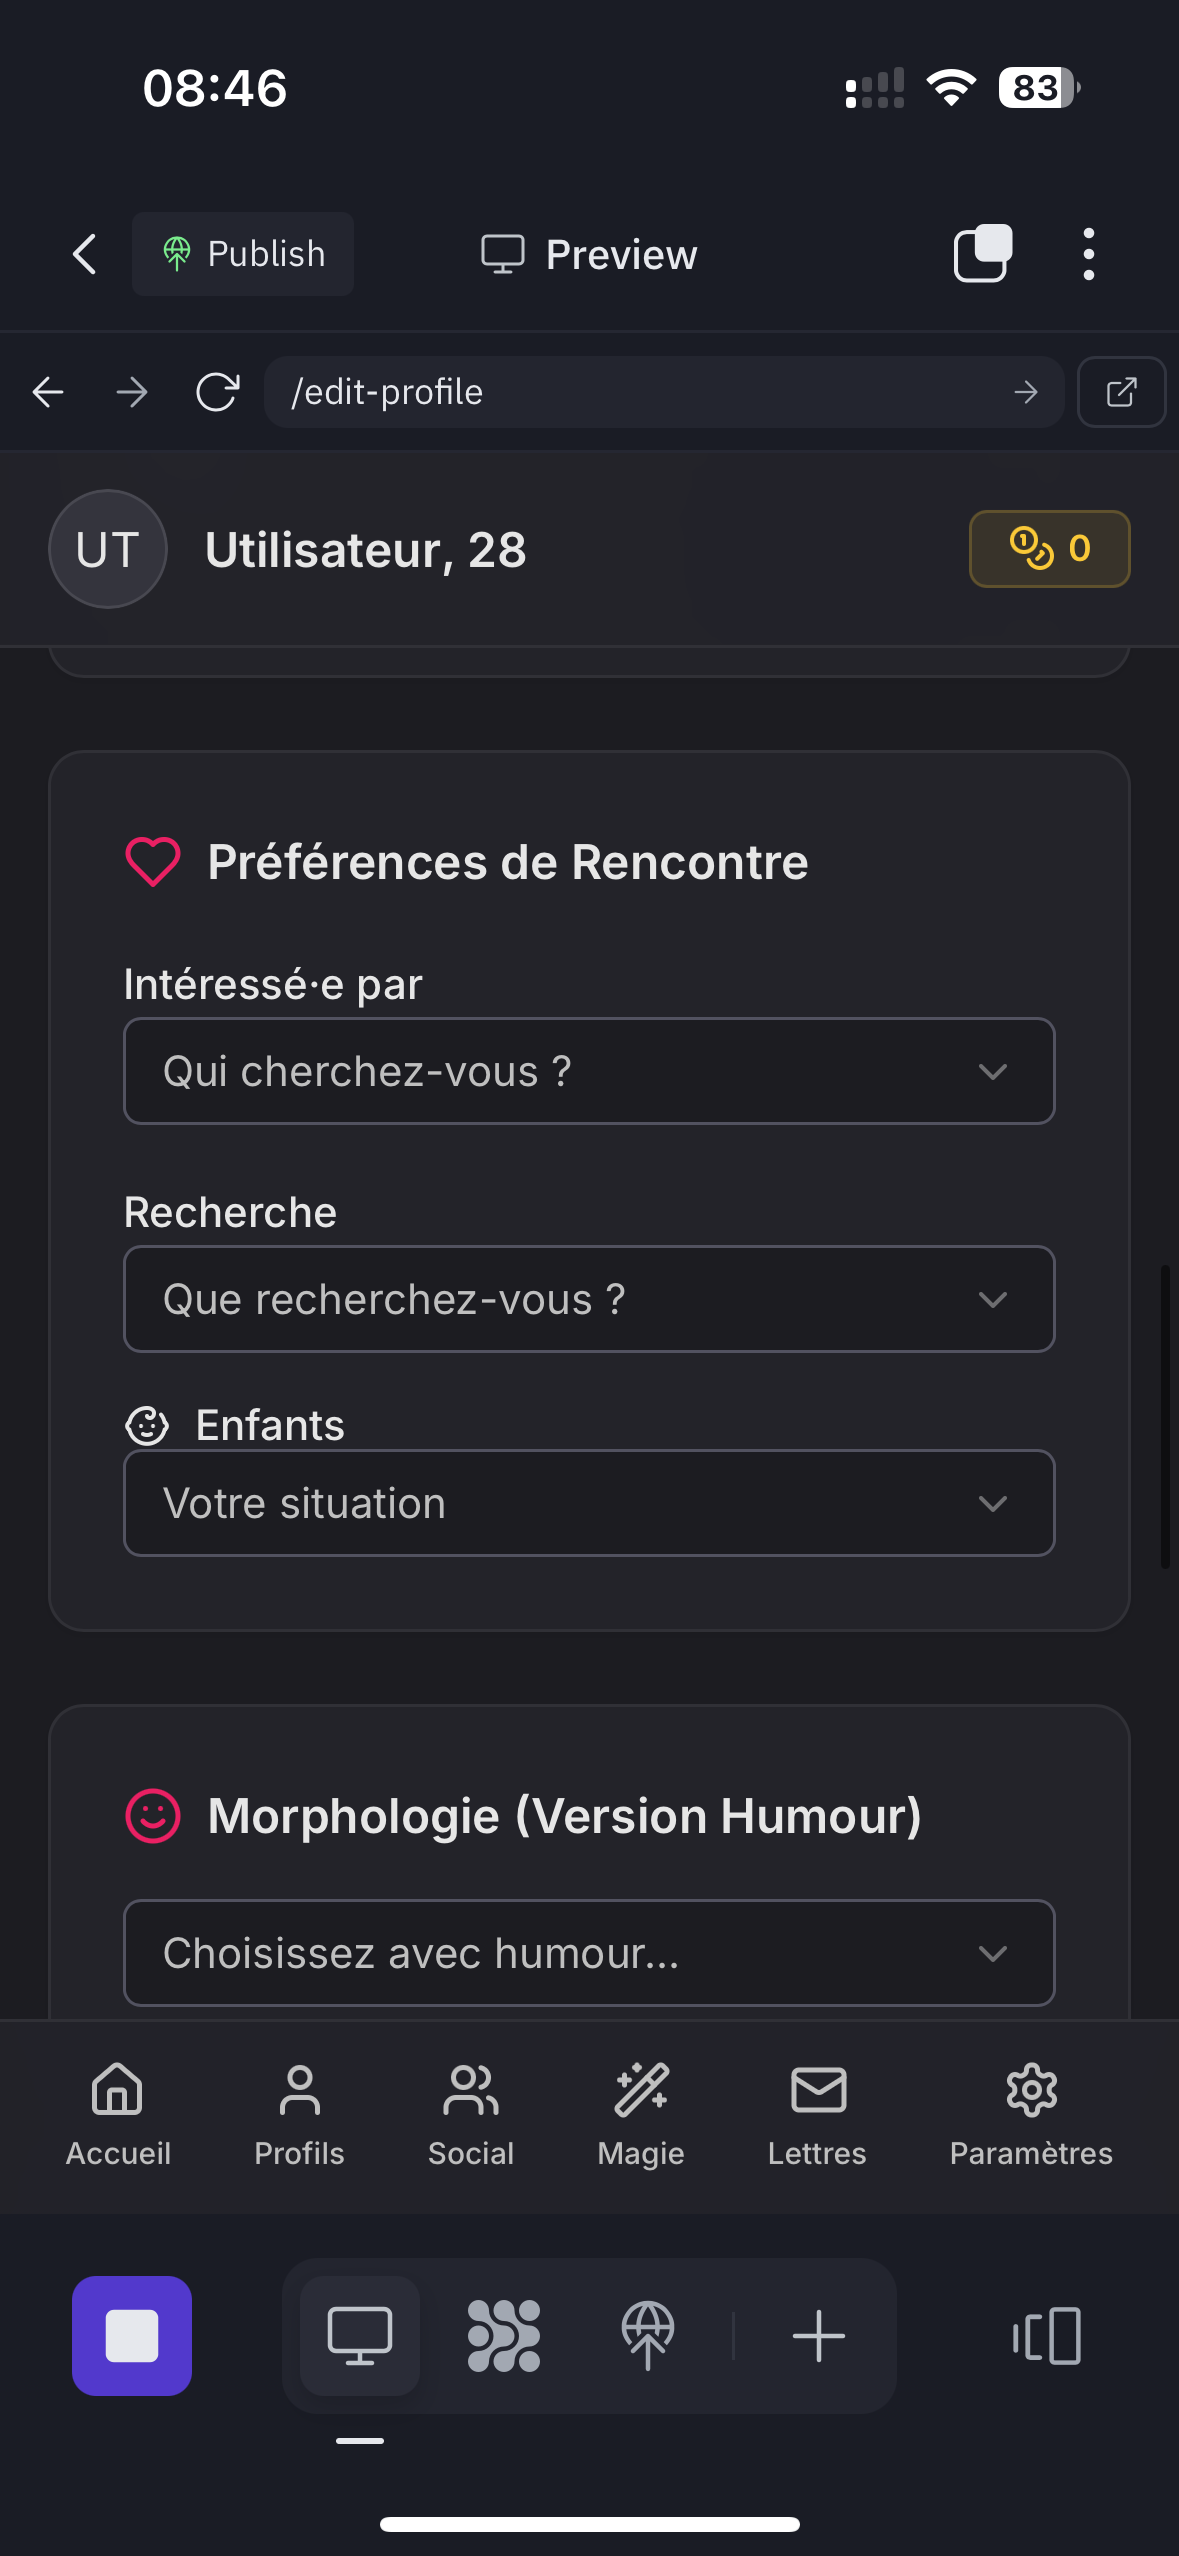 08:46
83
Publish
Preview
/edit-profile
UT
Utilisateur, 28
0
Préférences de Rencontre
Intéressé·e par
Qui cherchez-vous ?
Recherche
Que recherchez-vous ?
Enfants
Votre situation
Morphologie (Version Humour)
Choisissez avec humour...
Accueil
Profils
Social
Magie
Lettres
Paramètres